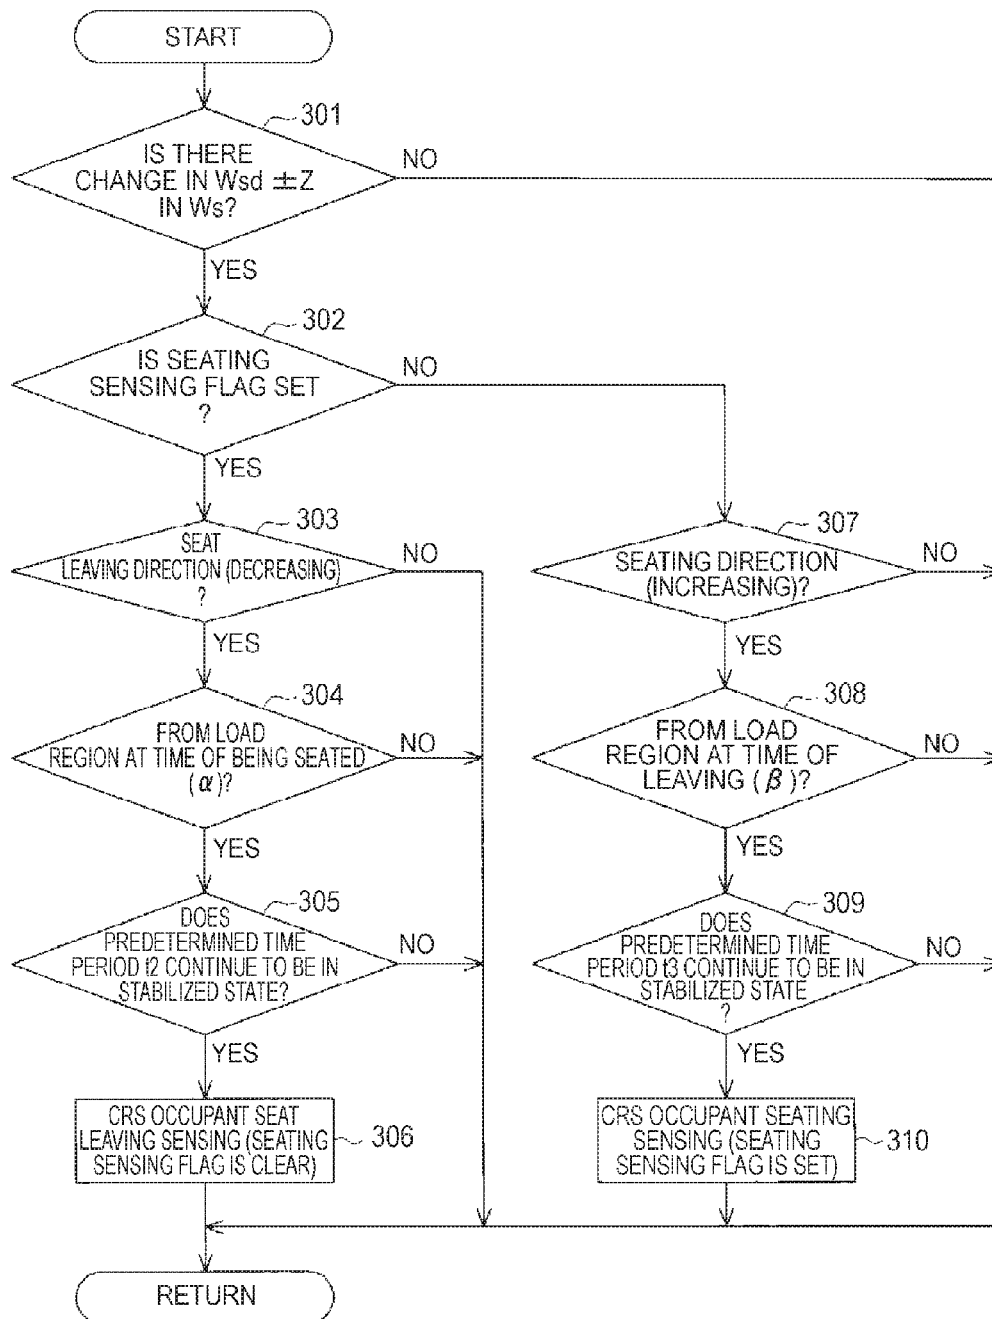 START
301
IS THERE
CHANGE IN Wsd ±Z
IN Ws?
NO
YES
302
IS SEATING
SENSING FLAG SET
?
NO
YES
303
SEAT
LEAVING DIRECTION (DECREASING)
?
NO
YES
307
SEATING DIRECTION
(INCREASING)?
NO
YES
304
FROM LOAD
REGION AT TIME OF BEING SEATED
(α)?
NO
YES
308
FROM LOAD
REGION AT TIME OF
LEAVING (β)?
NO
YES
305
DOES
PREDETERMINED TIME
PERIOD t2 CONTINUE TO BE IN
STABILIZED STATE?
NO
YES
309
DOES
PREDETERMINED TIME
PERIOD t3 CONTINUE TO BE IN
STABILIZED STATE
?
NO
YES
CRS OCCUPANT SEAT
LEAVING SENSING (SEATING
SENSING FLAG IS CLEAR)
306
CRS OCCUPANT SEATING
SENSING (SEATING
SENSING FLAG IS SET)
310
RETURN